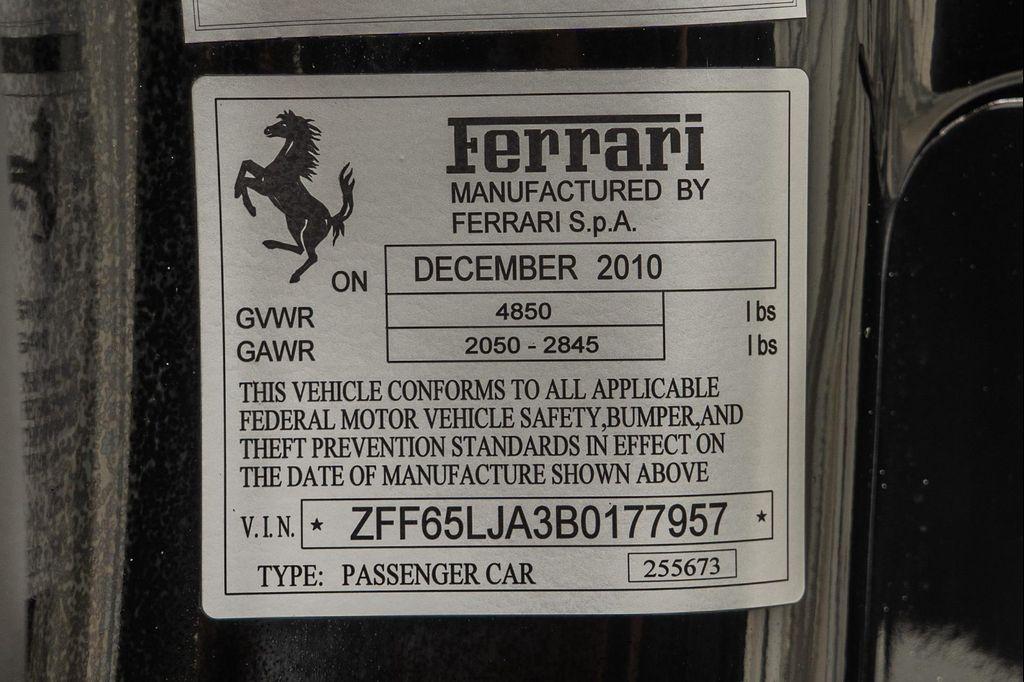 Ferrari
MANUFACTURED BY
FERRARI S.p.A.
ON DECEMBER 2010
GVWR 4850 lbs
GAWR 2050 - 2845 lbs
THIS VEHICLE CONFORMS TO ALL APPLICABLE
FEDERAL MOTOR VEHICLE SAFETY,BUMPER,AND
THEFT PREVENTION STANDARDS IN EFFECT ON
THE DATE OF MANUFACTURE SHOWN ABOVE
V.I.N. ★ ZFF65LJA3B0177957 ★
TYPE: PASSENGER CAR 255673